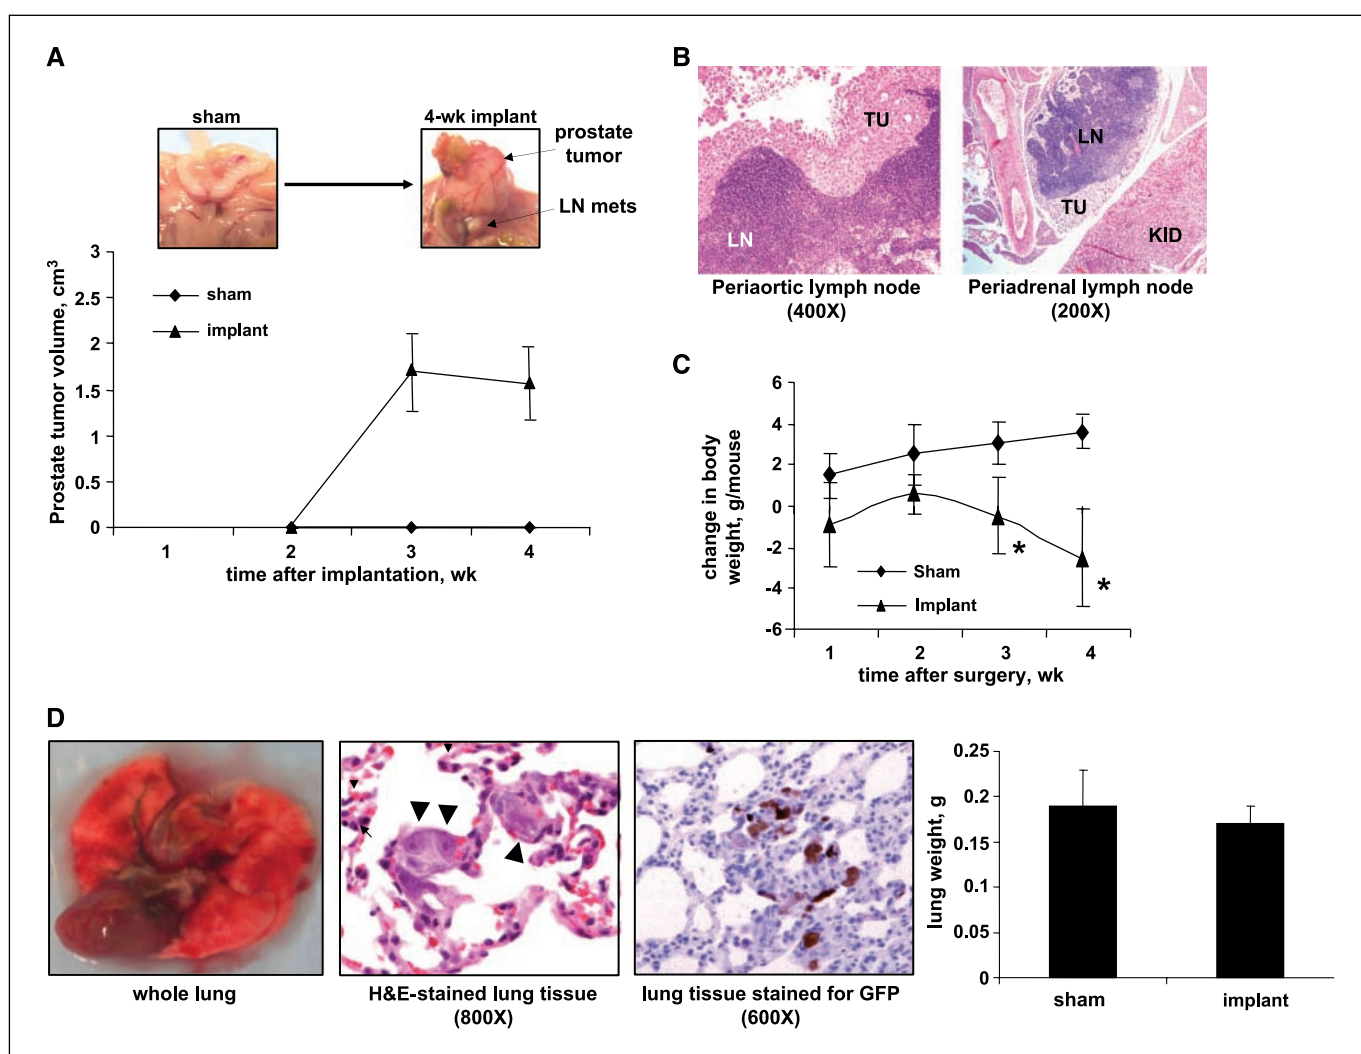 A
sham
4-wk implant
prostate
tumor
LN mets
Prostate tumor volume, cm3
3
2.5
2
1.5
1
0.5
0
sham
implant
1
2
3
4
time after implantation, wk
B
TU
LN
Periaortic lymph node
(400X)
LN
TU
KID
Periadrenal lymph node
(200X)
C
change in body
weight, g/mouse
6
4
2
0
-2
-4
-6
*
*
Sham
Implant
1
2
3
4
time after surgery, wk
D
whole lung
H&E-stained lung tissue
(800X)
lung tissue stained for GFP
(600X)
lung weight, g
0.25
0.2
0.15
0.1
0.05
0
sham
implant